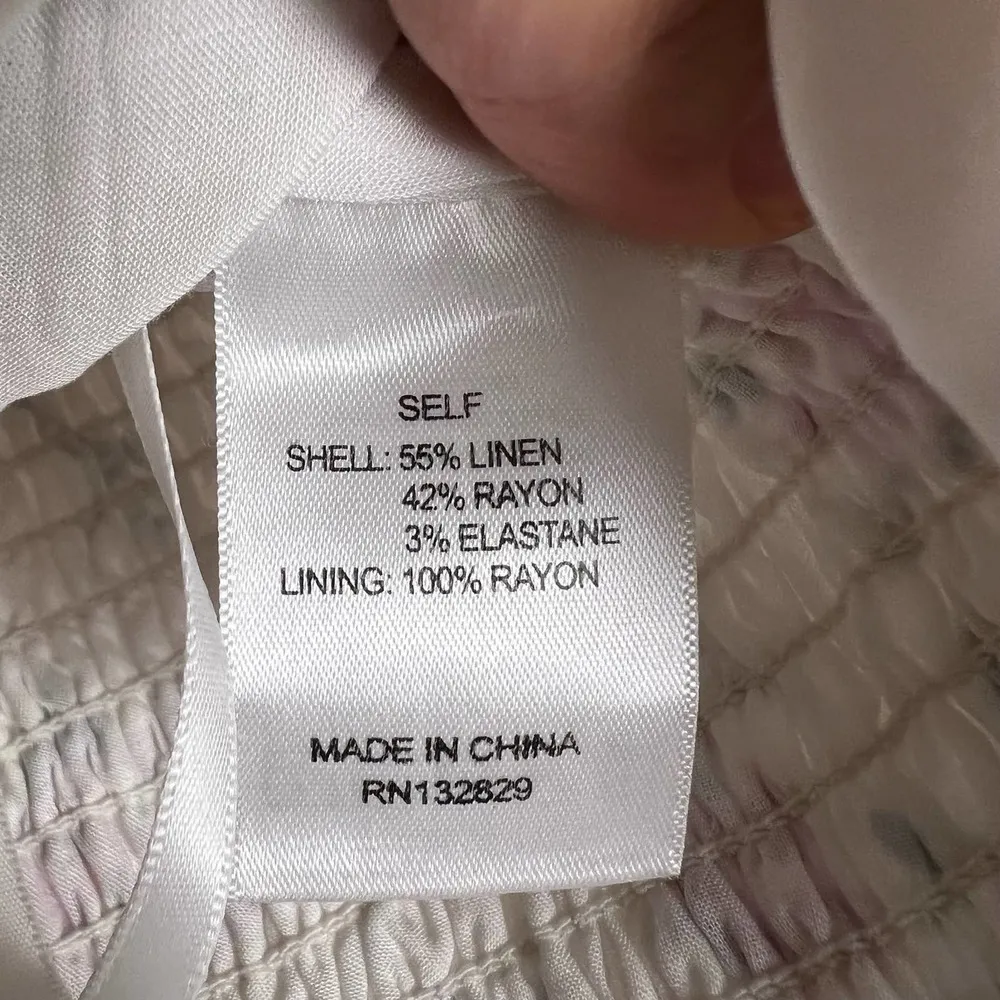 SELF
SHELL: 55% LINEN
42% RAYON
3% ELASTANE
LINING: 100% RAYON
MADE IN CHINA
RN132829